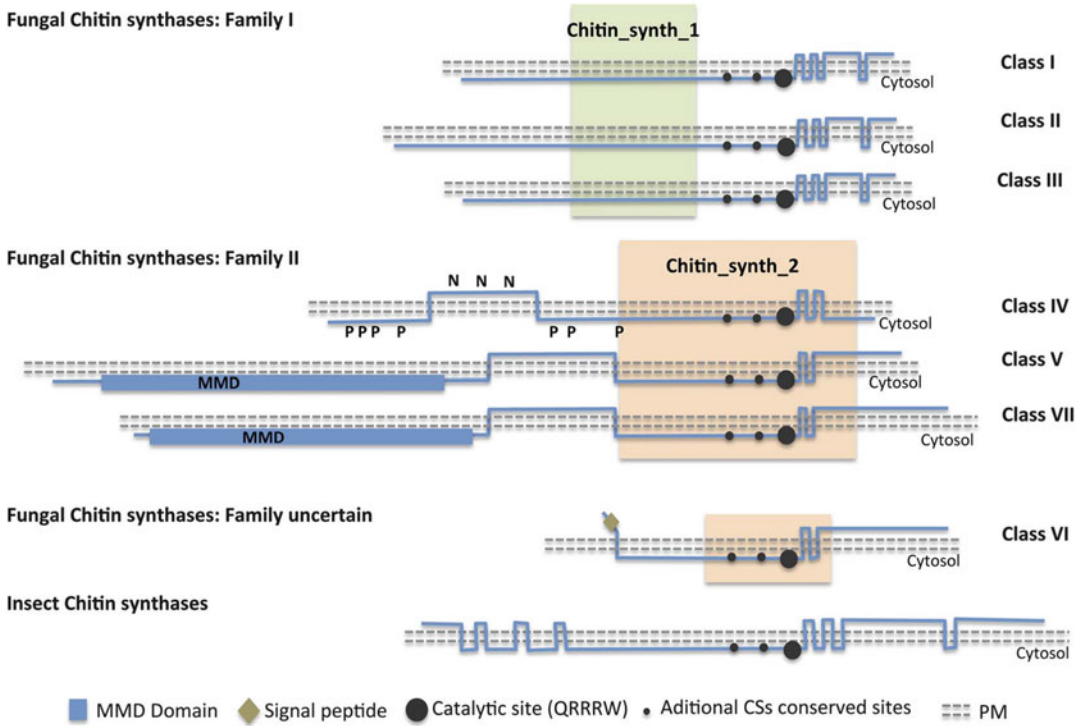 Fungal Chitin synthases: Family I
Chitin_synth_1
Class I
Cytosol
Class II
Cytosol
Class III
Cytosol
Fungal Chitin synthases: Family II
Chitin_synth_2
N N N
Class IV
P P P P P P P
Cytosol
Class V
MMD
Cytosol
Class VII
MMD
Cytosol
Fungal Chitin synthases: Family uncertain
Class VI
Cytosol
Insect Chitin synthases
Cytosol
MMD Domain Signal peptide Catalytic site (QRRRW) Aditional CSs conserved sites PM